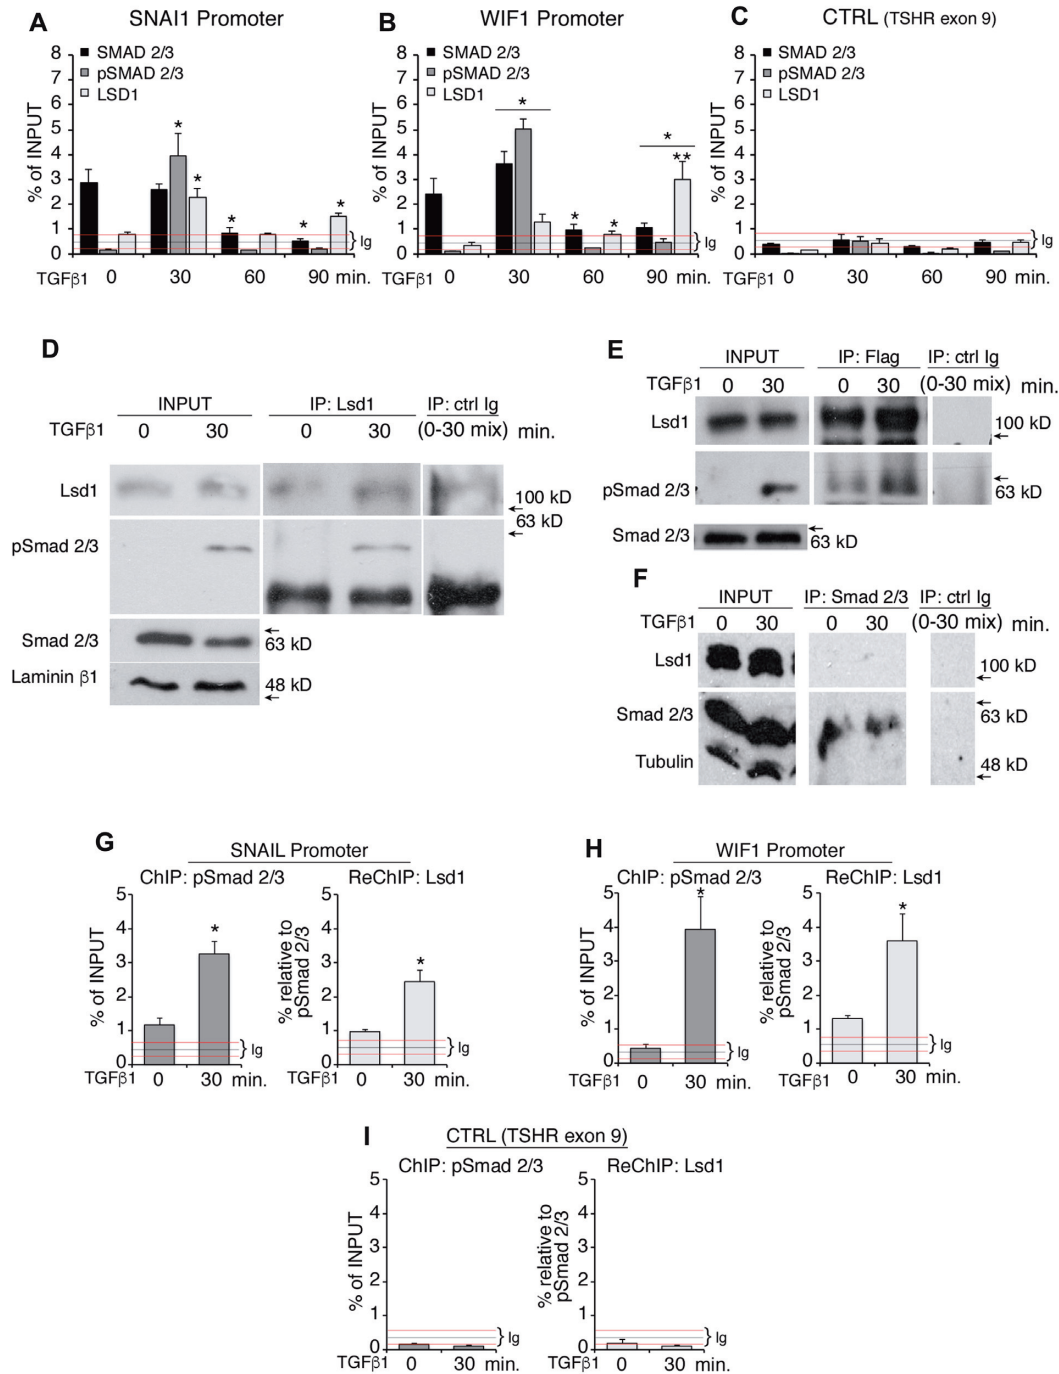 A SNAI1 Promoter
8
7
6
5
4
3
2
1
0
% of INPUT
SMAD 2/3
pSMAD 2/3
LSD1
*
*
*
*
*
} Ig
TGFβ1 0 30 60 90 min.
B WIF1 Promoter
8
7
6
5
4
3
2
1
0
% of INPUT
SMAD 2/3
pSMAD 2/3
LSD1
*
*
**
*
*
} Ig
TGFβ1 0 30 60 90 min.
C CTRL (TSHR exon 9)
8
7
6
5
4
3
2
1
0
% of INPUT
SMAD 2/3
pSMAD 2/3
LSD1
} Ig
TGFβ1 0 30 60 90 min.
D
INPUT IP: Lsd1 IP: ctrl Ig
TGFβ1 0 30 0 30 (0-30 mix) min.
Lsd1
100 kD
63 kD
pSmad 2/3
Smad 2/3
63 kD
Laminin β1
48 kD
E
INPUT IP: Flag IP: ctrl Ig
TGFβ1 0 30 0 30 (0-30 mix) min.
Lsd1
100 kD
pSmad 2/3
63 kD
Smad 2/3
63 kD
F
INPUT IP: Smad 2/3 IP: ctrl Ig
TGFβ1 0 30 0 30 (0-30 mix) min.
Lsd1
100 kD
Smad 2/3
63 kD
Tubulin
48 kD
G
SNAIL Promoter
ChIP: pSmad 2/3
5
4
3
2
1
0
% of INPUT
*
} Ig
TGFβ1 0 30 min.
ReChIP: Lsd1
5
4
3
2
1
0
% relative to
pSmad 2/3
*
} Ig
TGFβ1 0 30 min.
H
WIF1 Promoter
ChIP: pSmad 2/3
5
4
3
2
1
0
% of INPUT
*
} Ig
TGFβ1 0 30 min.
ReChIP: Lsd1
5
4
3
2
1
0
% relative to
pSmad 2/3
*
} Ig
TGFβ1 0 30 min.
I
CTRL (TSHR exon 9)
ChIP: pSmad 2/3
5
4
3
2
1
0
% of INPUT
} Ig
TGFβ1 0 30 min.
ReChIP: Lsd1
5
4
3
2
1
0
% relative to
pSmad 2/3
} Ig
TGFβ1 0 30 min.